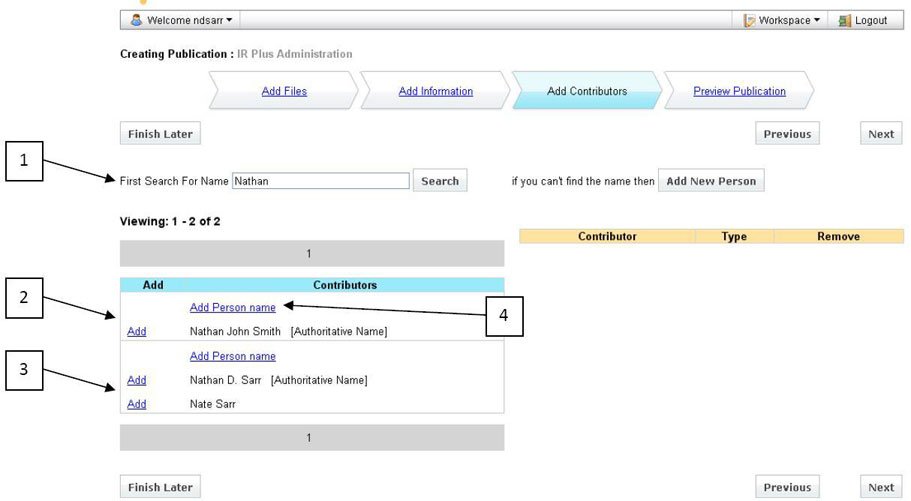 Welcome ndsarr Workspace Logout
Creating Publication : IR Plus Administration
Add Files Add Information Add Contributors Preview Publication
Finish Later Previous Next
1
First Search For Name Nathan Search if you can't find the name then Add New Person
Viewing: 1 - 2 of 2
Contributor Type Remove
1
Add Contributors
2
Add Person name
4
Add Nathan John Smith [Authoritative Name]
Add Person name
3
Add Nathan D. Sarr [Authoritative Name]
Add Nate Sarr
1
Finish Later Previous Next